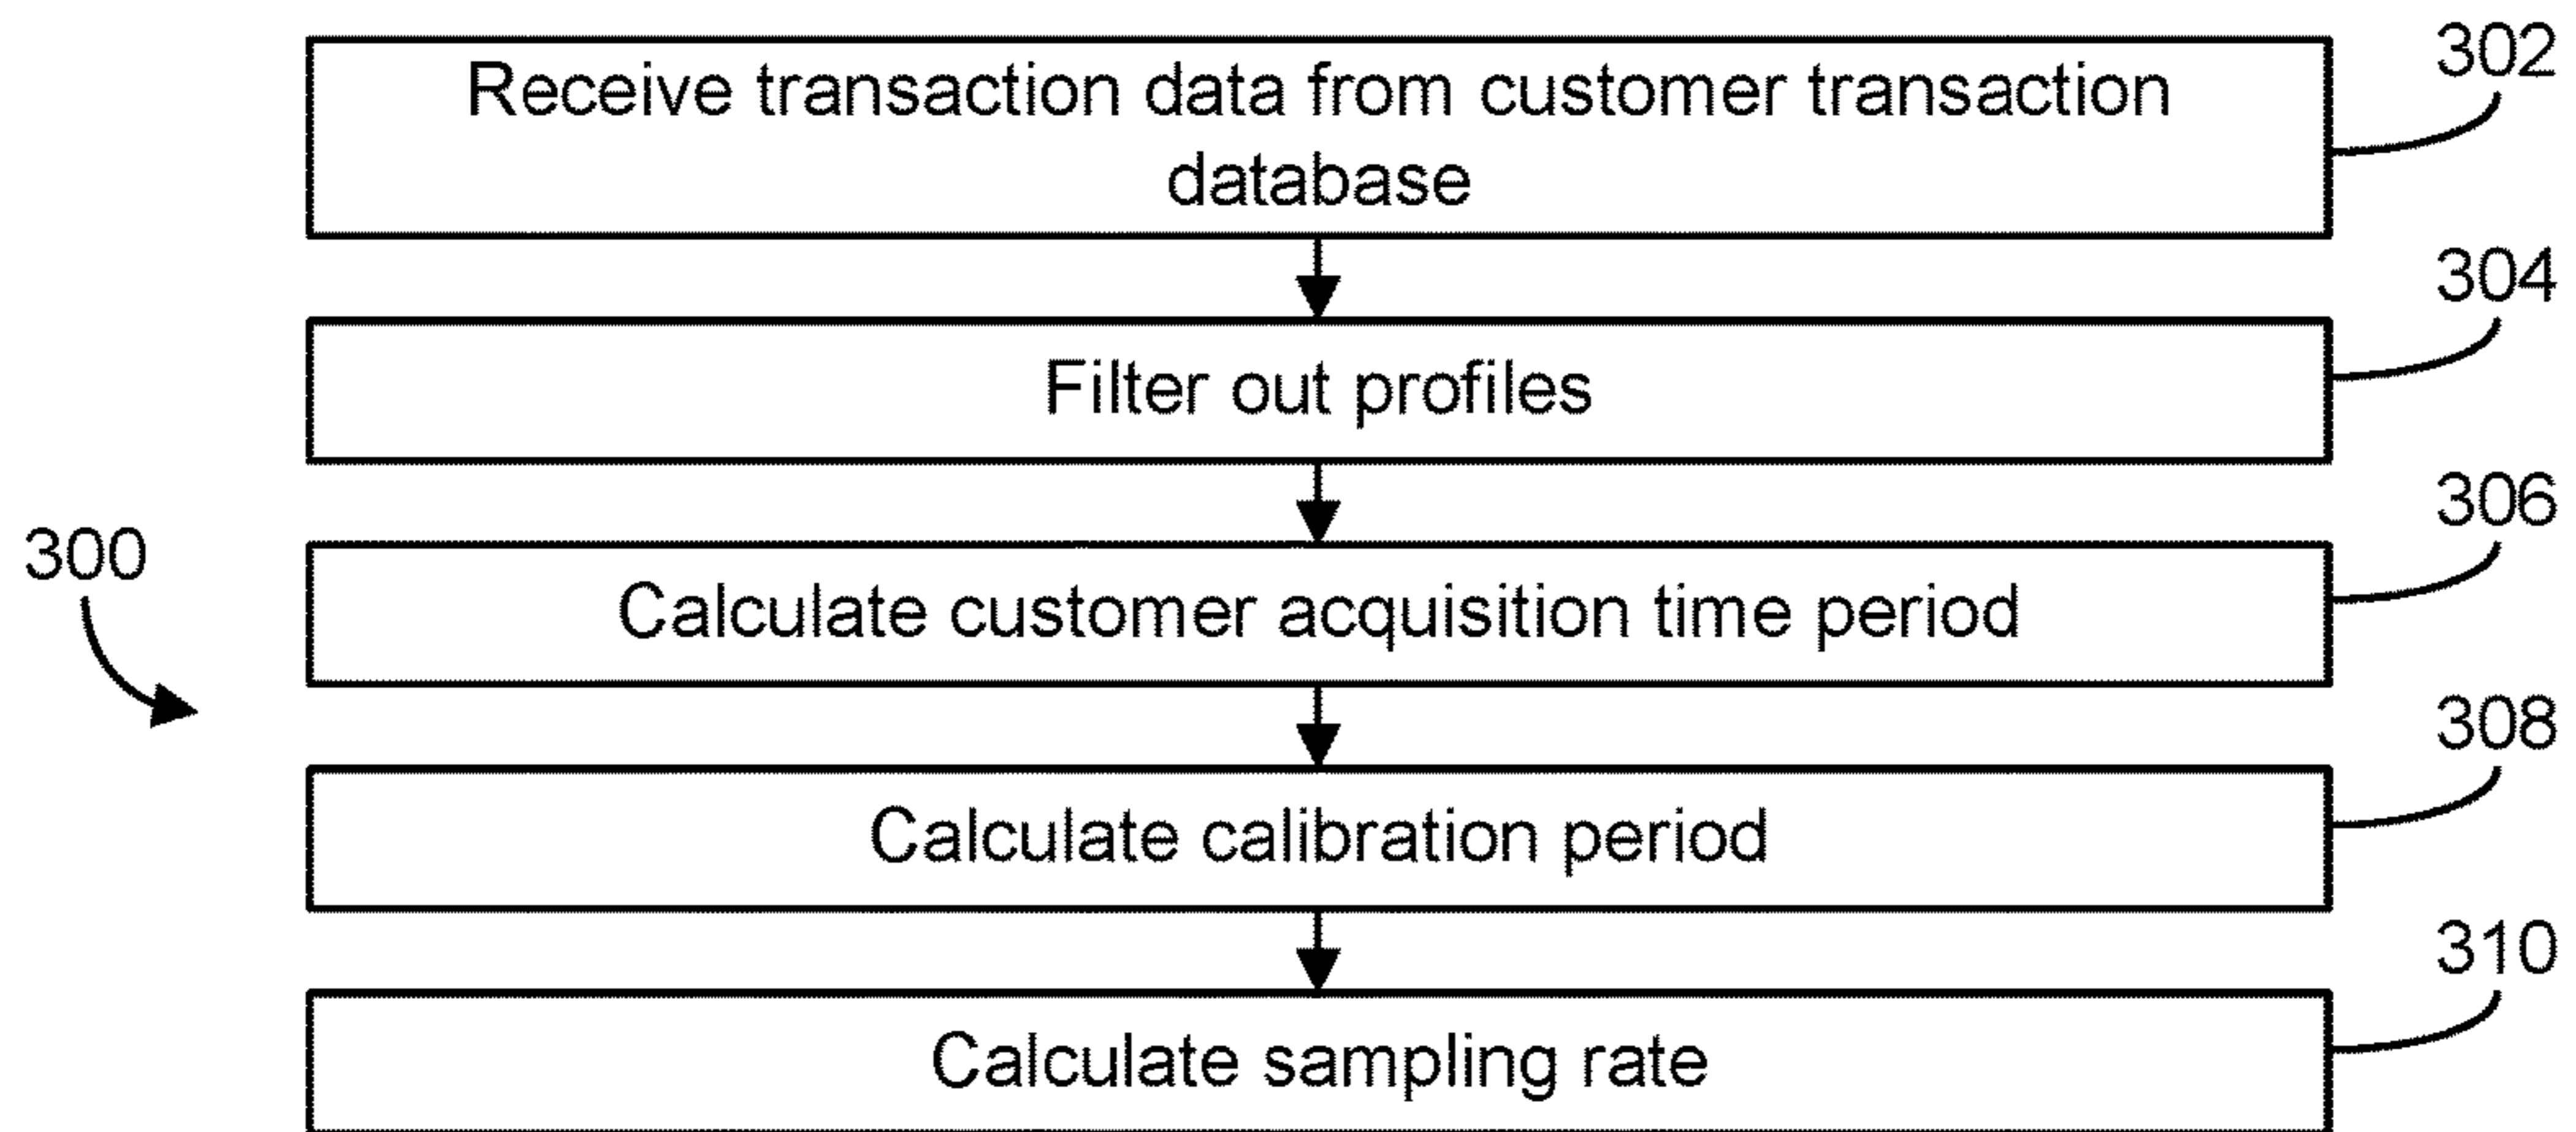 Receive transaction data from customer transaction
database
302
Filter out profiles
304
Calculate customer acquisition time period
306
300
Calculate calibration period
308
Calculate sampling rate
310